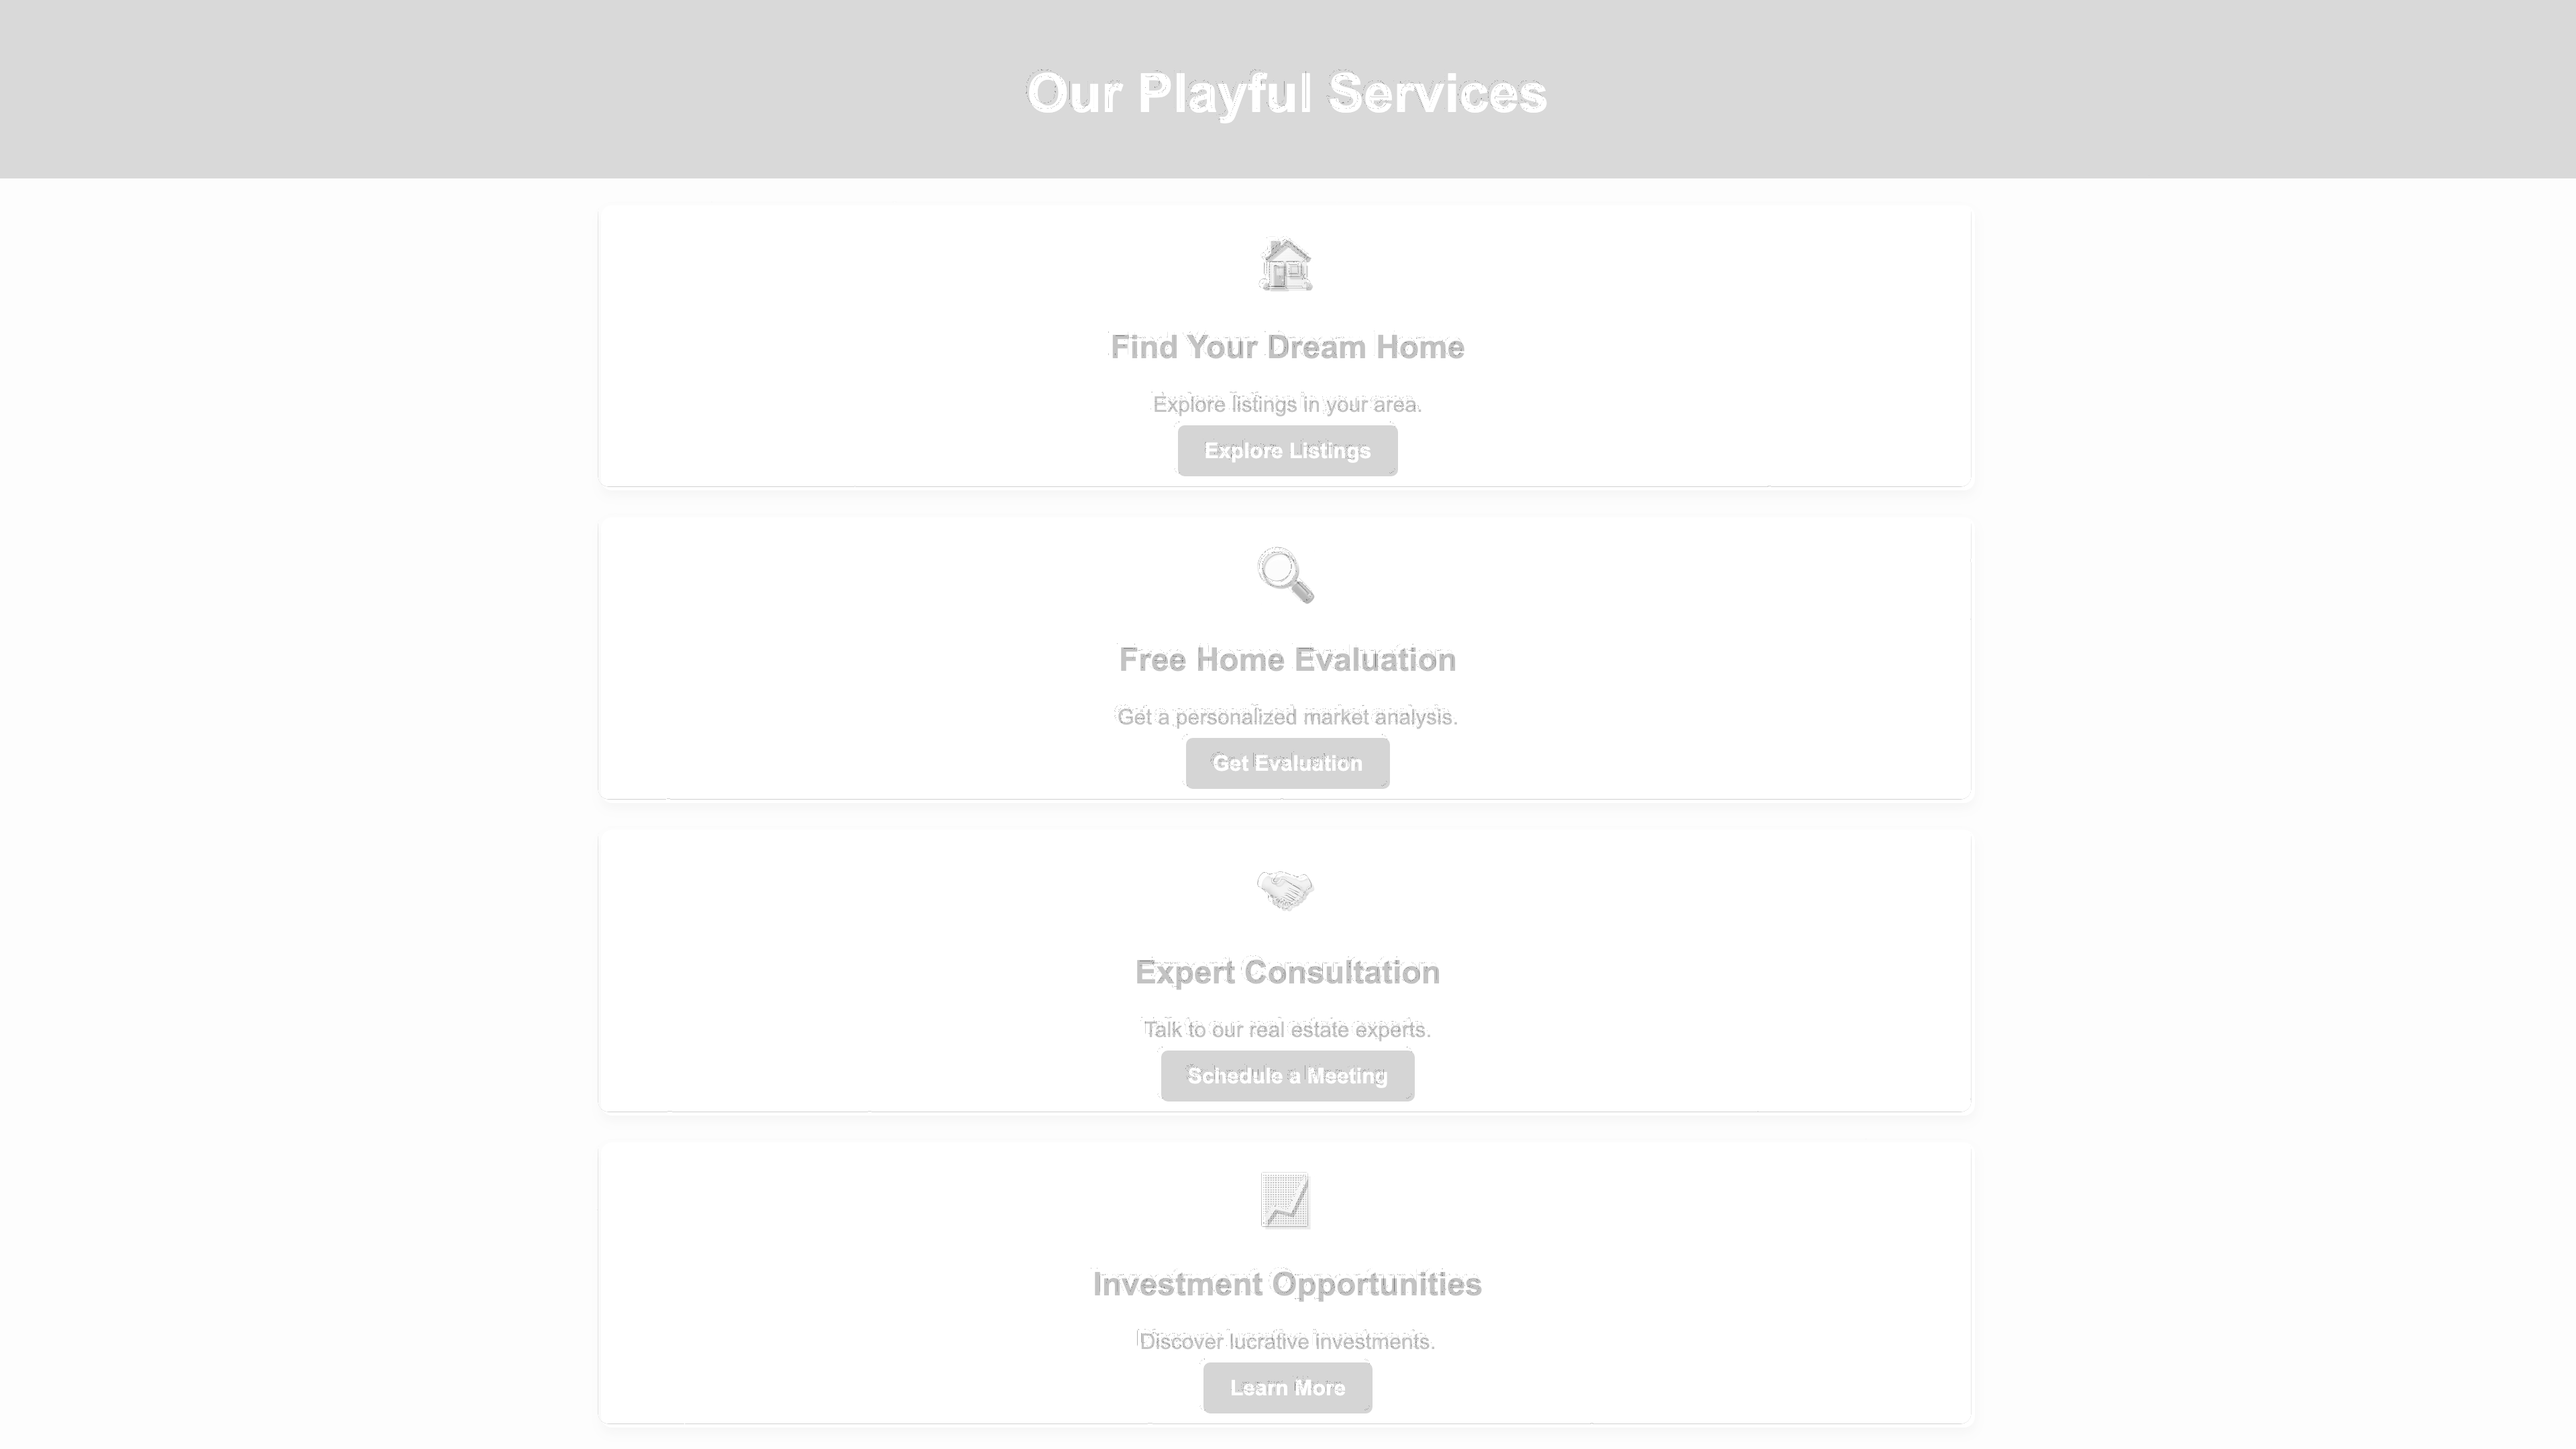 Our Playful Services
Find Your Dream Home
Explore listings in your area.
Explore Listings
Free Home Evaluation
Get a personalized market analysis.
Get Evaluation
Expert Consultation
Talk to our real estate experts.
Schedule a Meeting
Investment Opportunities
Discover lucrative investments.
Learn More